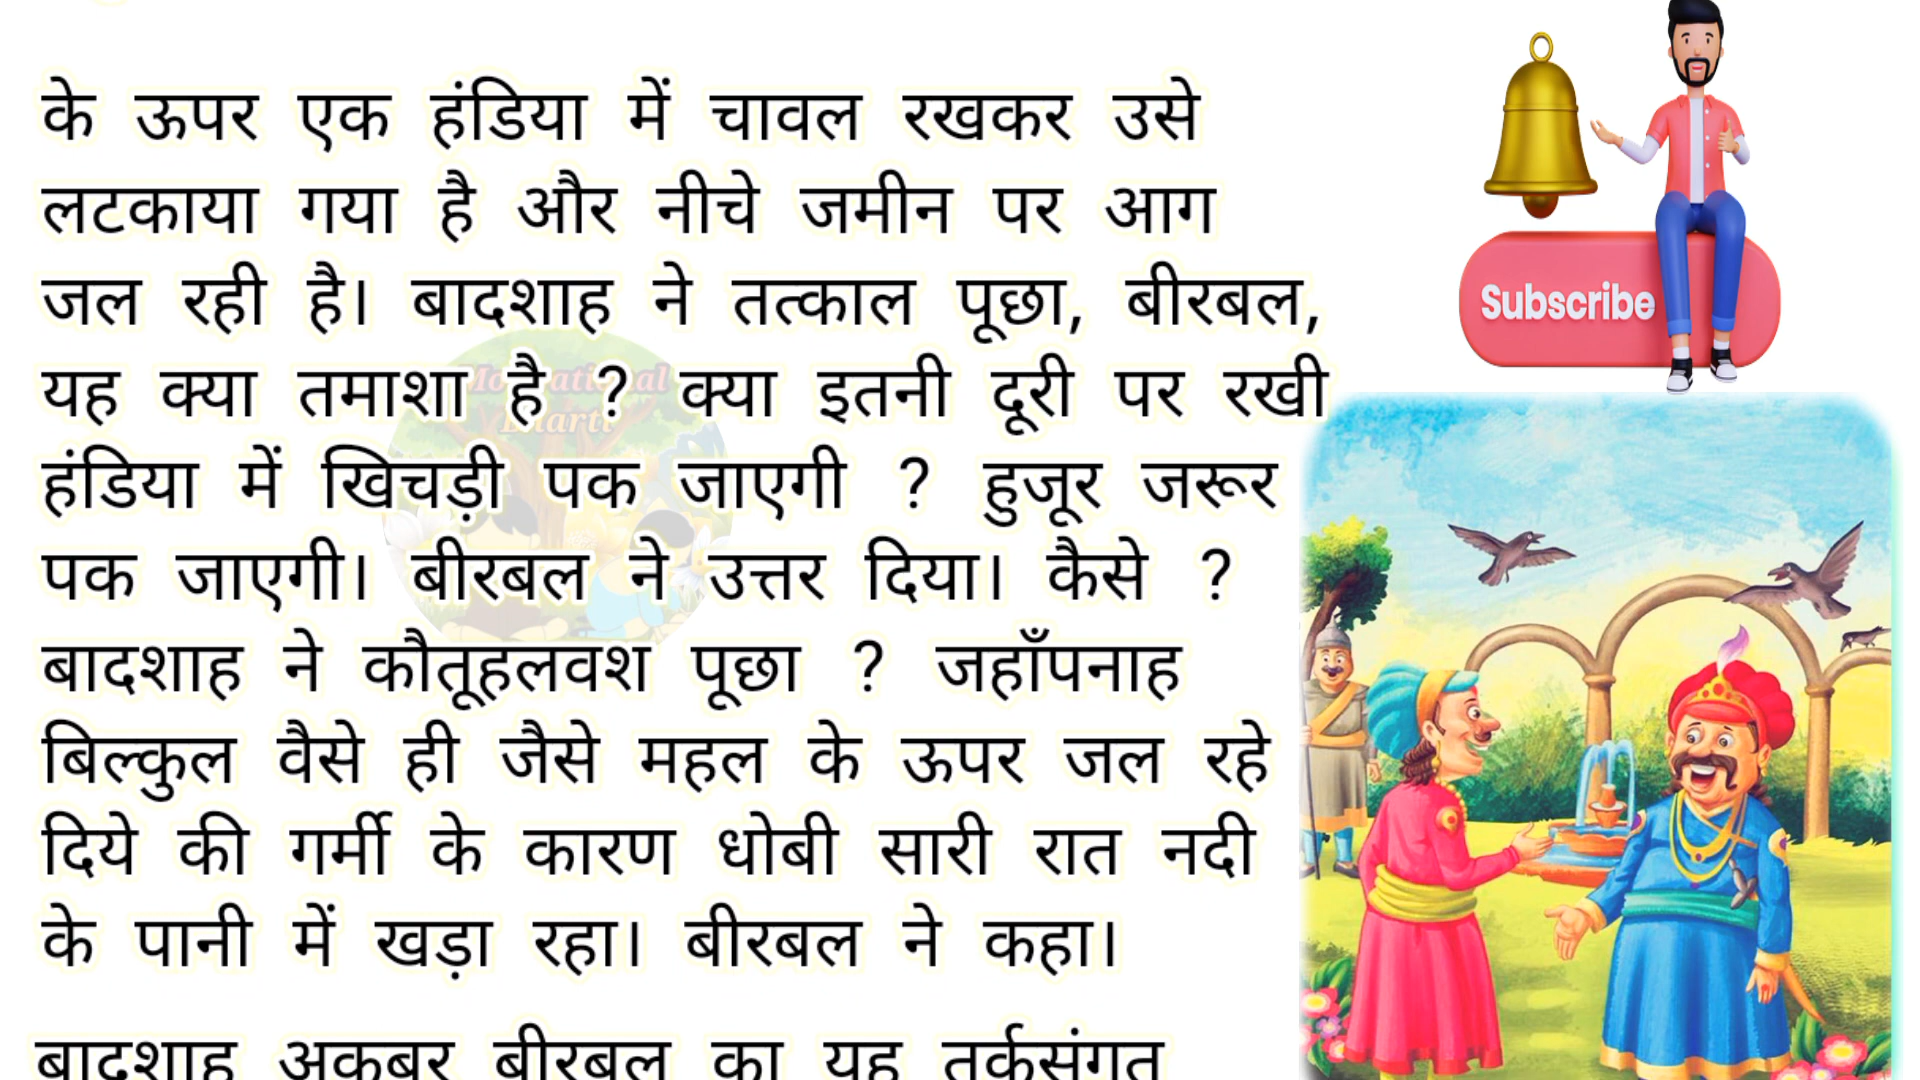 के ऊपर एक हंडिया में चावल रखकर उसे
लटकाया गया है और नीचे जमीन पर आग
जल रही है। बादशाह ने तत्काल पूछा, बीरबल,
यह क्या तमाशा है ? क्या इतनी दूरी पर रखी
हंडिया में खिचड़ी पक जाएगी ? हुजूर जरूर
पक जाएगी। बीरबल ने उत्तर दिया। कैसे ?
बादशाह ने कौतूहलवश पूछा ? जहाँपनाह
बिल्कुल वैसे ही जैसे महल के ऊपर जल रहे
दिये की गर्मी के कारण धोबी सारी रात नदी
के पानी में खड़ा रहा। बीरबल ने कहा।
बादशाह अकबर बीरबल का यह तर्कसंगत
Subscribe